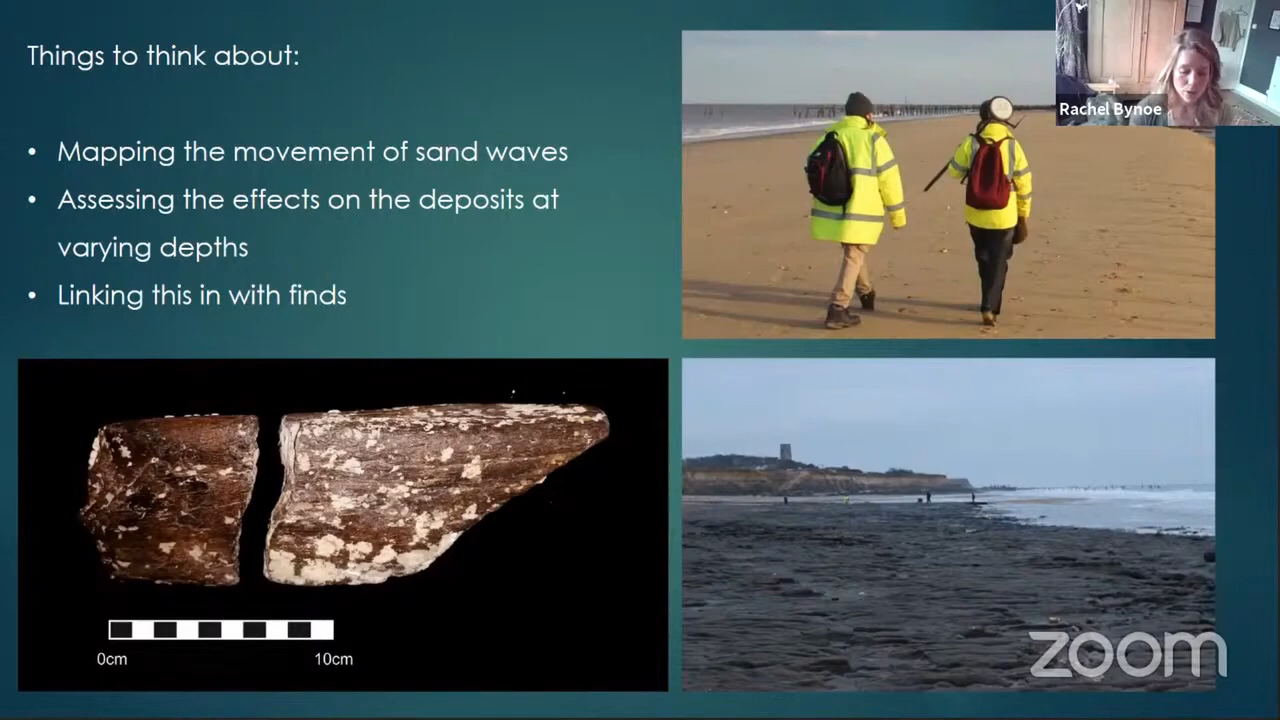 Things to think about:
• Mapping the movement of sand waves
• Assessing the effects on the deposits at
varying depths
• Linking this in with finds
Rachel Bynoe
0cm 10cm
zoom